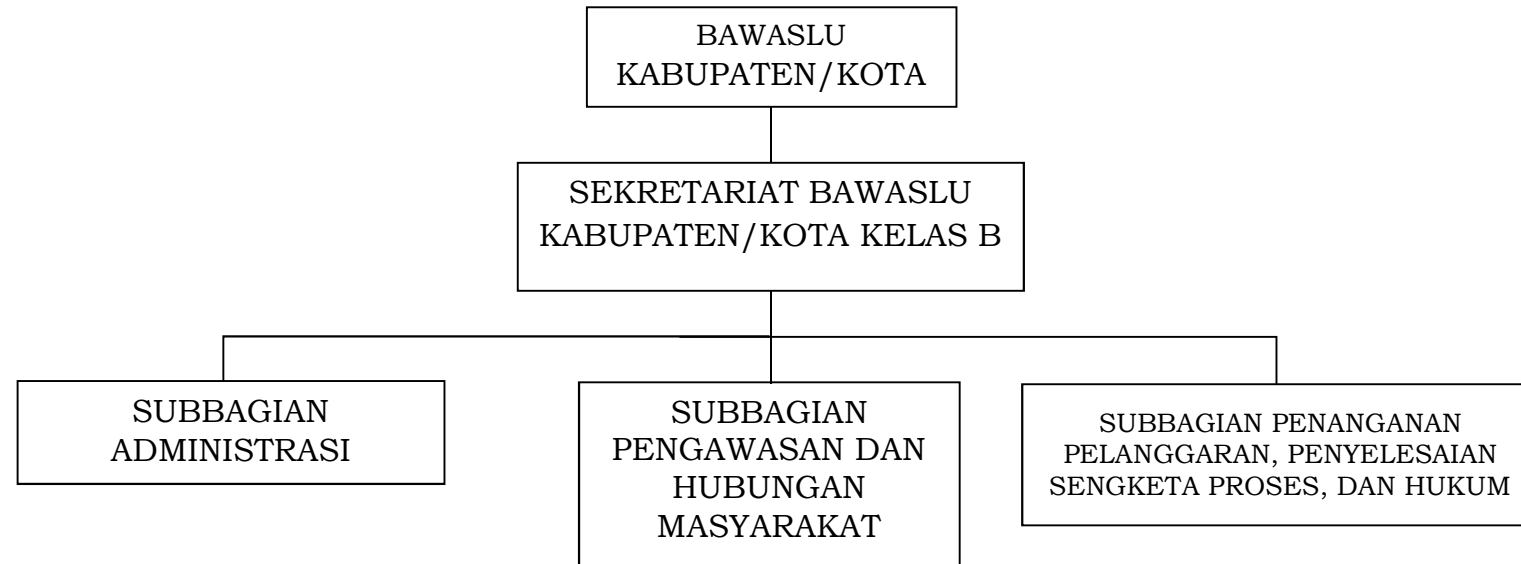 BAWASLU
KABUPATEN/KOTA
SEKRETARIAT BAWASLU
KABUPATEN/KOTA KELAS B
SUBBAGIAN
ADMINISTRASI
SUBBAGIAN
PENGAWASAN DAN
HUBUNGAN
MASYARAKAT
SUBBAGIAN PENANGANAN
PELANGGARAN, PENYELESAIAN
SENGKETA PROSES, DAN HUKUM